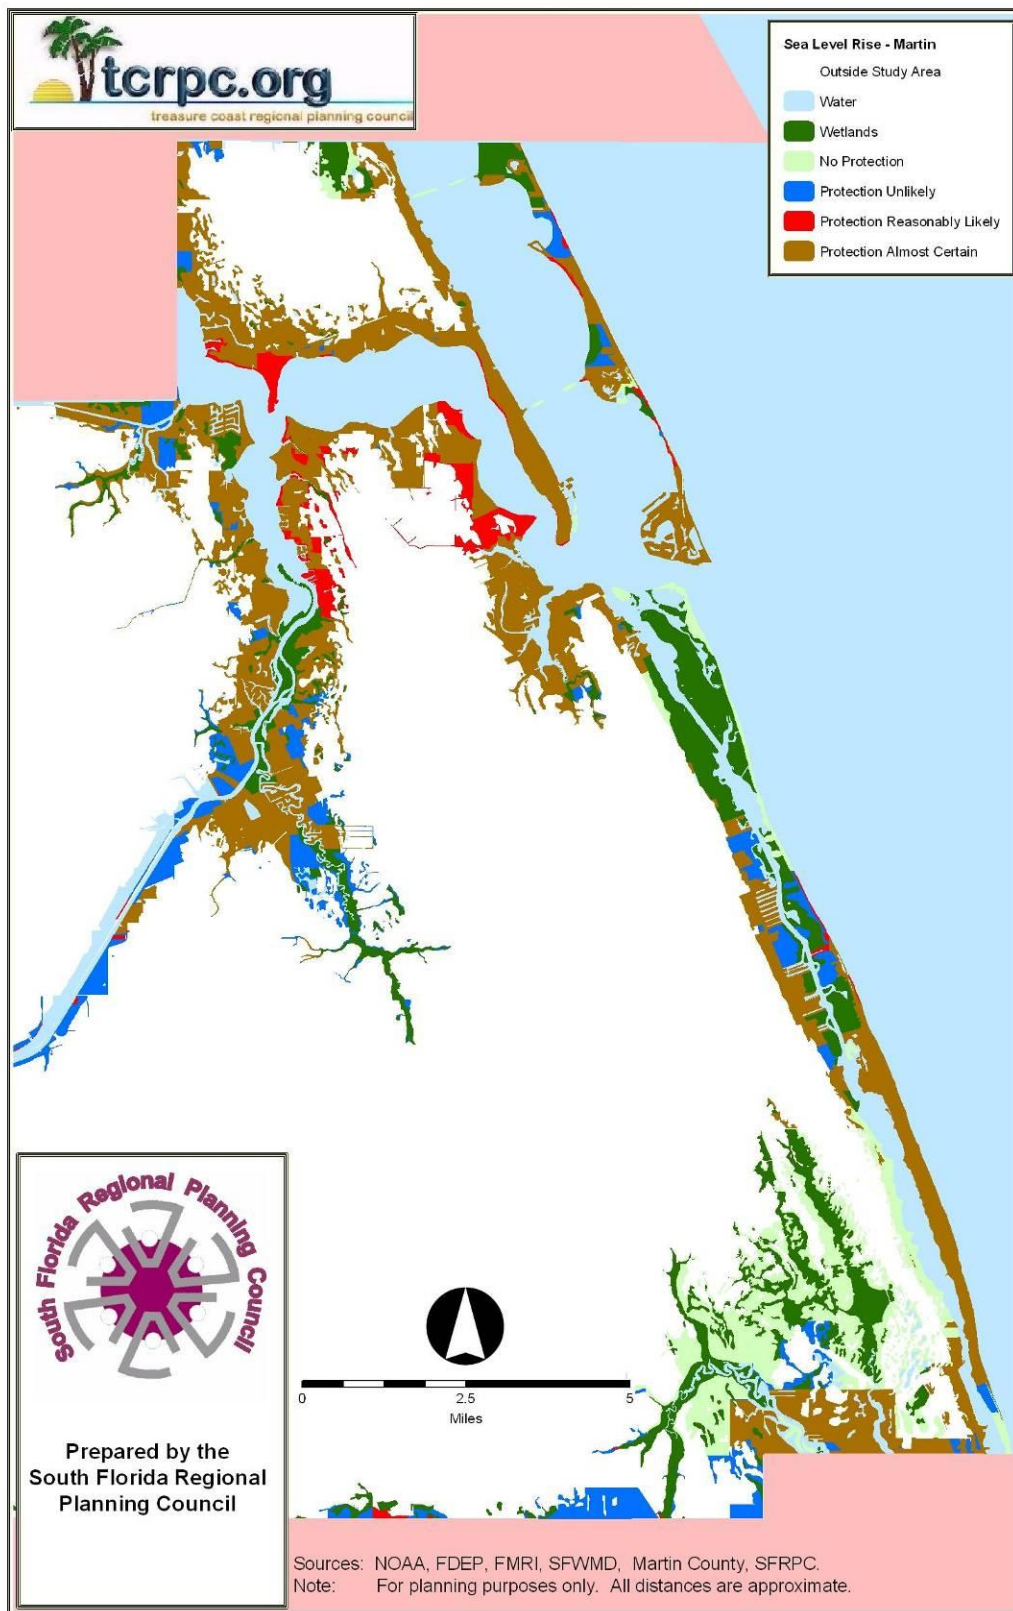 tcrpc.org
treasure coast regional planning council
Sea Level Rise - Martin
Outside Study Area
Water
Wetlands
No Protection
Protection Unlikely
Protection Reasonably Likely
Protection Almost Certain
South Florida Regional Planning Council
Prepared by the
South Florida Regional
Planning Council
0 2.5 5
Miles
Sources: NOAA, FDEP, FMRI, SFWMD, Martin County, SFRPC.
Note: For planning purposes only. All distances are approximate.